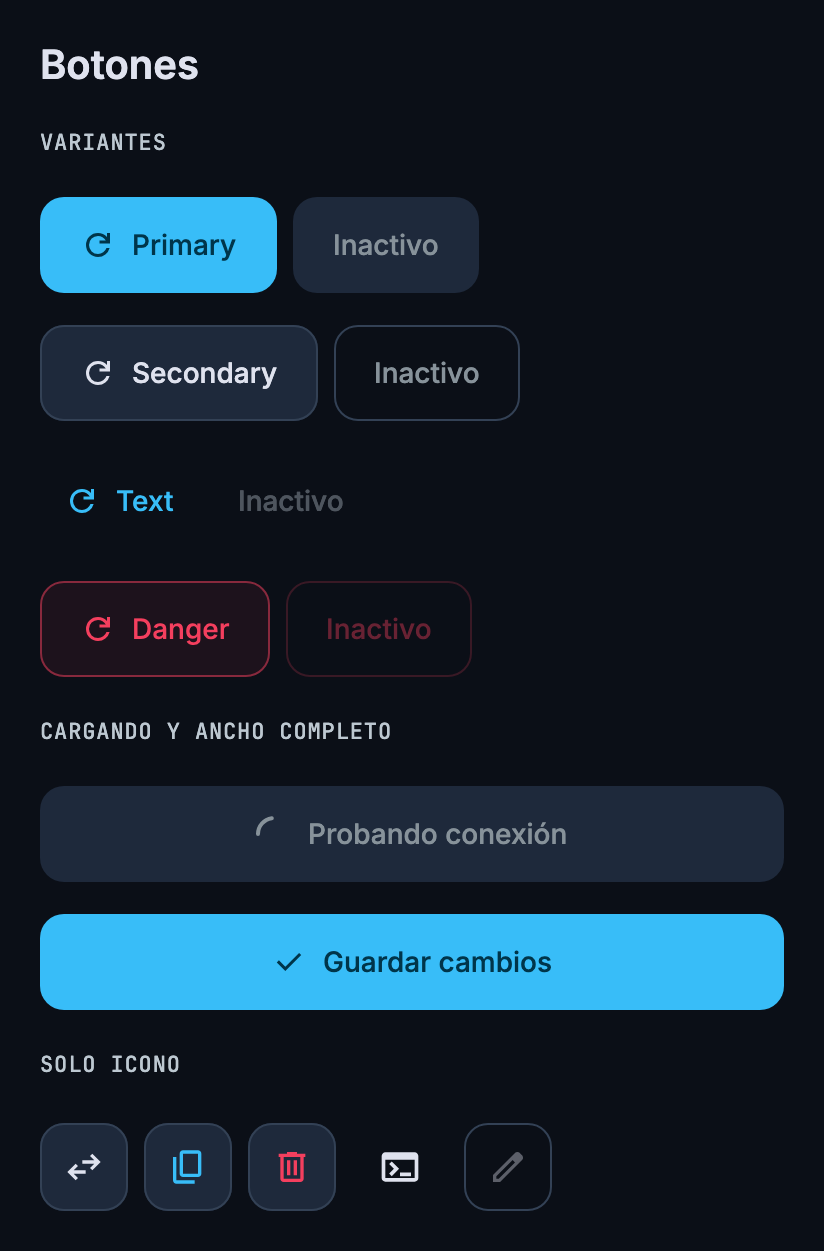 Botones
VARIANTES
Primary Inactivo
Secondary Inactivo
Text Inactivo
Danger Inactivo
CARGANDO Y ANCHO COMPLETO
Probando conexión
Guardar cambios
SOLO ICONO